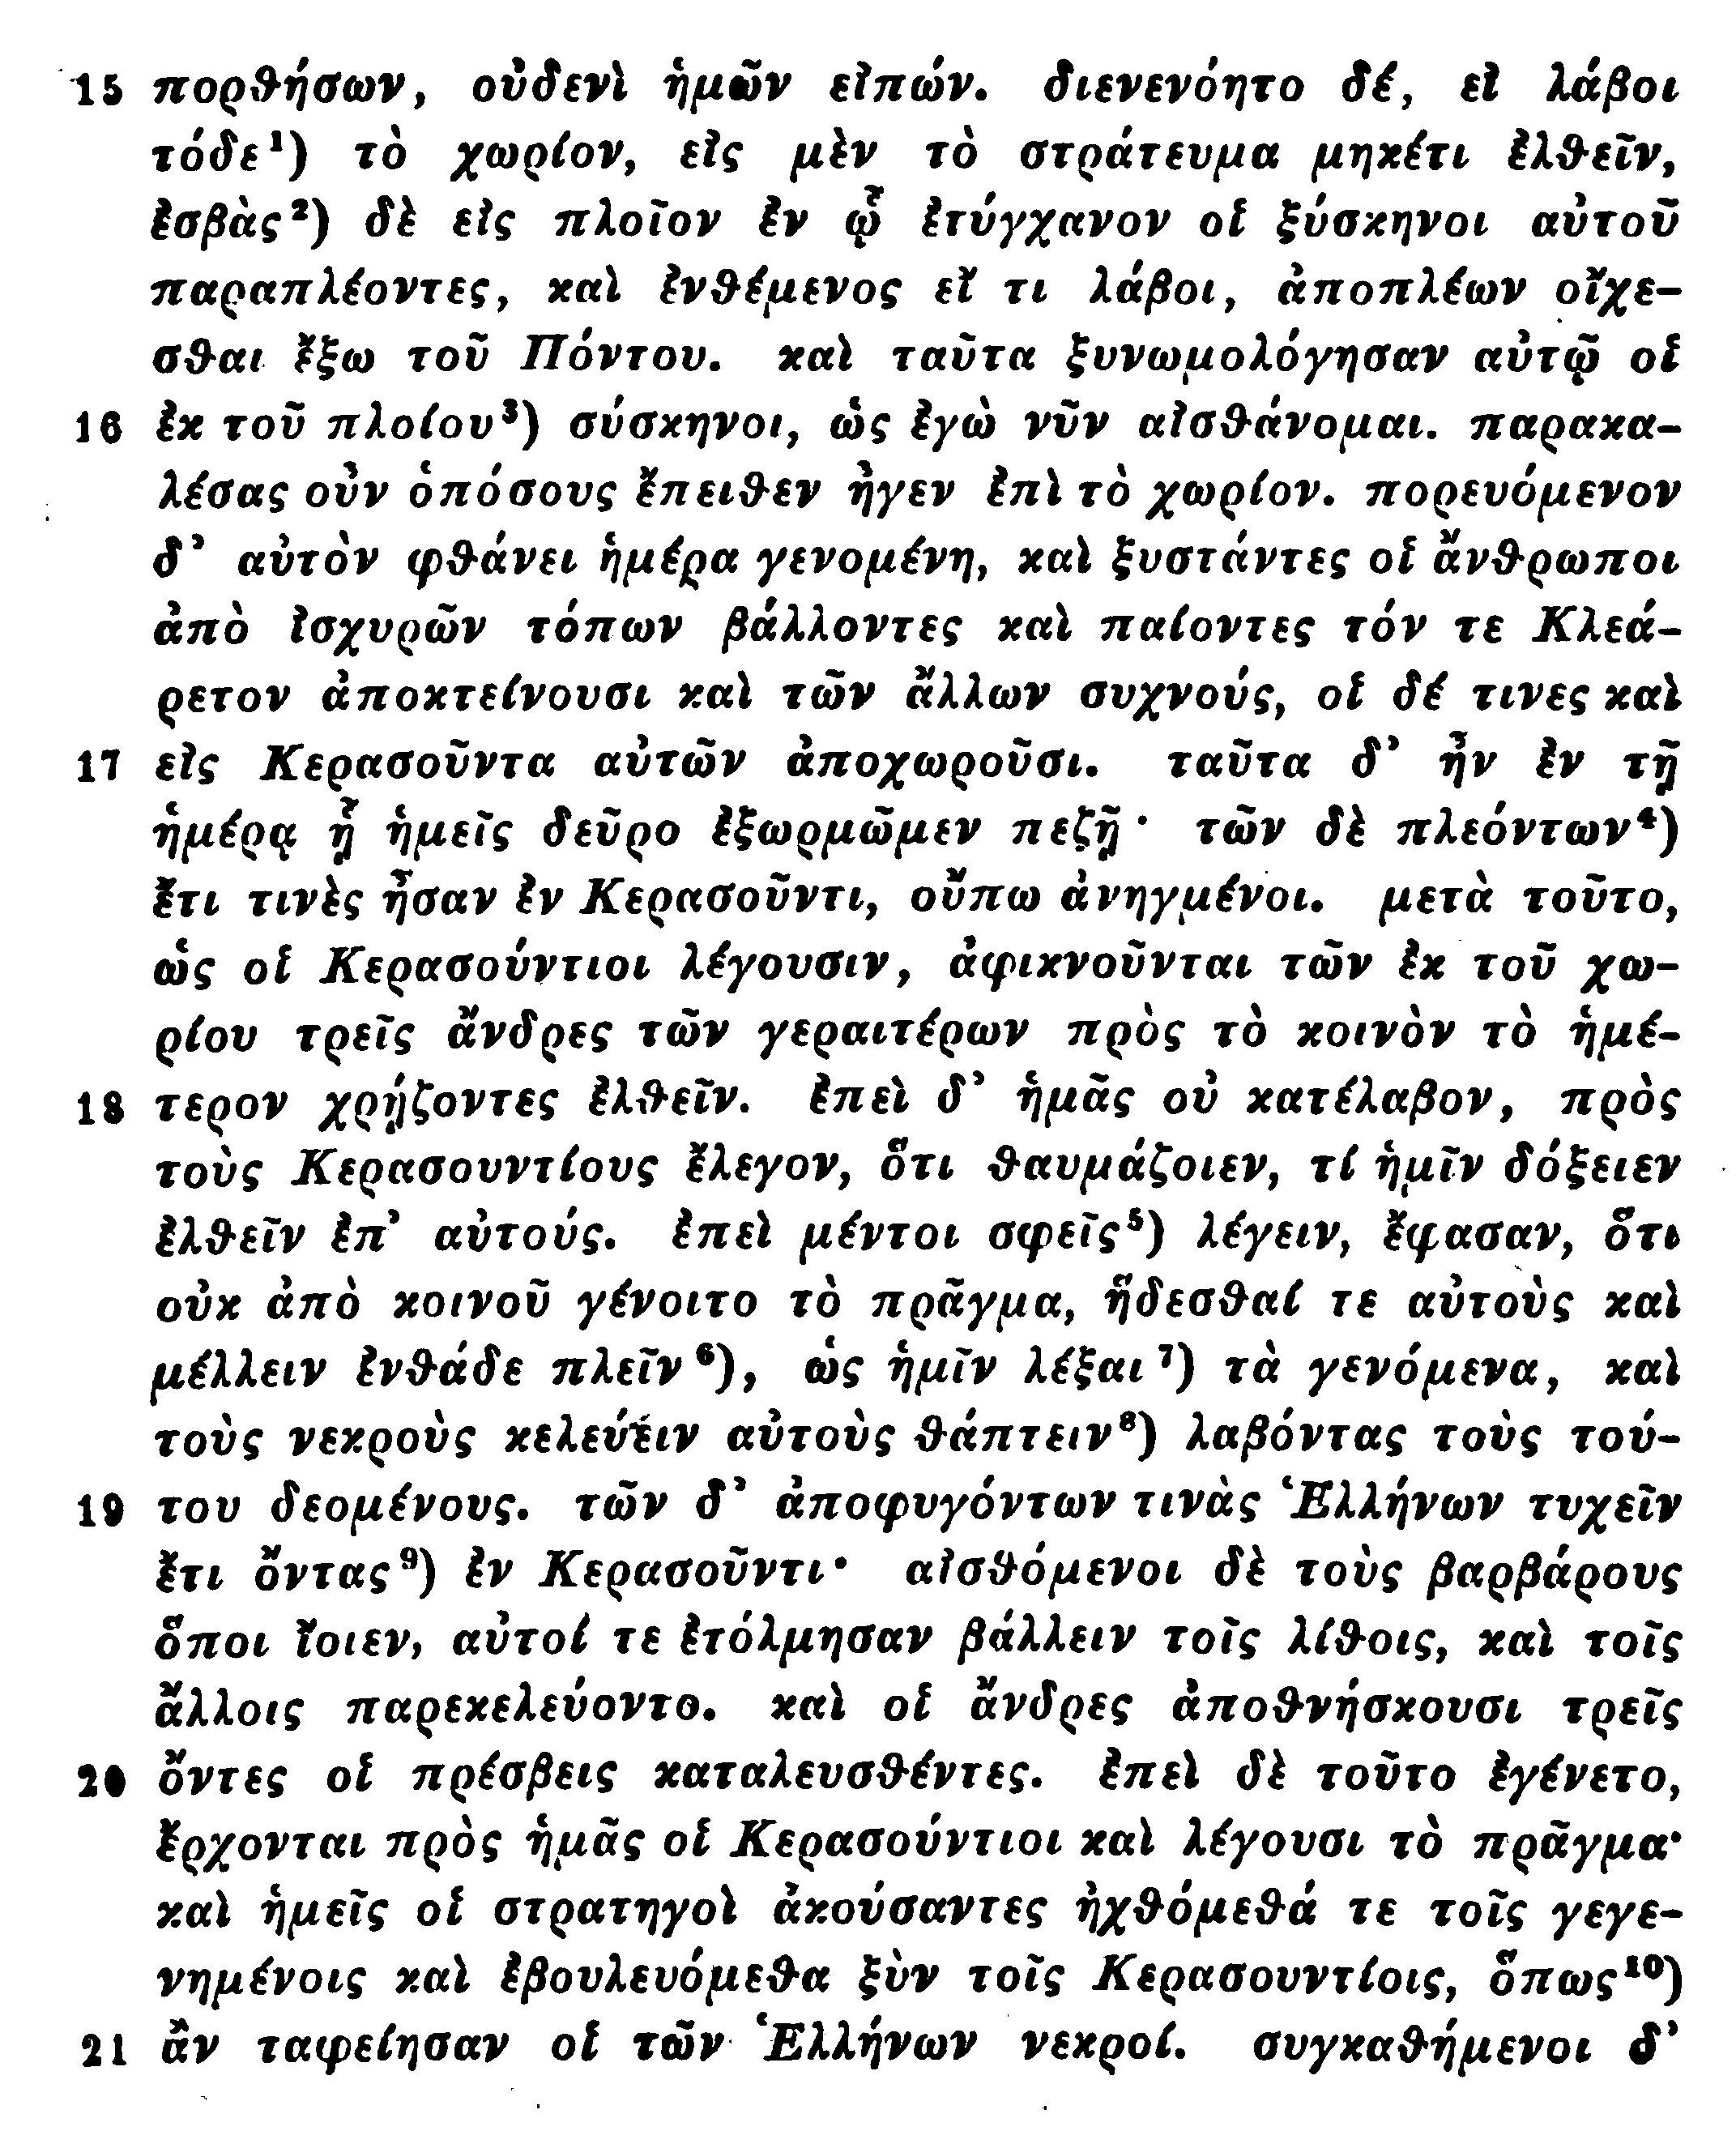 15 πορθήσων, οὐδενὶ ἡμῶν εἰπών. διενενόητο δέ, εἰ λάβοι
τόδε¹) τὸ χωρίον, εἰς μὲν τὸ στράτευμα μηκέτι ἐλθεῖν,
ἐσβὰς²) δὲ εἰς πλοῖον ἐν ᾧ ἐτύγχανον οἱ ξύσκηνοι αὐτοῦ
παραπλέοντες, καὶ ἐνθέμενος εἴ τι λάβοι, ἀποπλέων οἴχε-
σθαι ἔξω τοῦ Πόντου. καὶ ταῦτα ξυνωμολόγησαν αὐτῷ οἱ
16 ἐκ τοῦ πλοίου³) σύσκηνοι, ὡς ἐγὼ νῦν αἰσθάνομαι. παρακα-
λέσας οὖν ὁπόσους ἔπειθεν ἦγεν ἐπὶ τὸ χωρίον. πορευόμενον
δ’ αὐτὸν φθάνει ἡμέρα γενομένη, καὶ ξυστάντες οἱ ἄνθρωποι
ἀπὸ ἰσχυρῶν τόπων βάλλοντες καὶ παίοντες τόν τε Κλεά-
ρετον ἀποκτείνουσι καὶ τῶν ἄλλων συχνούς, οἱ δέ τινες καὶ
17 εἰς Κερασοῦντα αὐτῶν ἀποχωροῦσι. ταῦτα δ’ ἦν ἐν τῇ
ἡμέρᾳ ᾗ ἡμεῖς δεῦρο ἐξωρμῶμεν πεζῇ· τῶν δὲ πλεόντων⁴)
ἔτι τινὲς ἦσαν ἐν Κερασοῦντι, οὔπω ἀνηγμένοι. μετὰ τοῦτο,
ὡς οἱ Κερασούντιοι λέγουσιν, ἀφικνοῦνται τῶν ἐκ τοῦ χω-
ρίου τρεῖς ἄνδρες τῶν γεραιτέρων πρὸς τὸ κοινὸν τὸ ἡμέ-
18 τερον χρῄζοντες ἐλθεῖν. ἐπεὶ δ’ ἡμᾶς οὐ κατέλαβον, πρὸς
τοὺς Κερασουντίους ἔλεγον, ὅτι θαυμάζοιεν, τί ἡμῖν δόξειεν
ἐλθεῖν ἐπ’ αὐτούς. ἐπεὶ μέντοι σφεῖς⁵) λέγειν, ἔφασαν, ὅτι
οὐκ ἀπὸ κοινοῦ γένοιτο τὸ πρᾶγμα, ἥδεσθαί τε αὐτοὺς καὶ
μέλλειν ἐνθάδε πλεῖν⁶), ὡς ἡμῖν λέξαι⁷) τὰ γενόμενα, καὶ
τοὺς νεκροὺς κελεύειν αὐτοὺς θάπτειν⁸) λαβόντας τοὺς τού-
19 του δεομένους. τῶν δ’ ἀποφυγόντων τινὰς Ἑλλήνων τυχεῖν
ἔτι ὄντας⁹) ἐν Κερασοῦντι· αἰσθόμενοι δὲ τοὺς βαρβάρους
ὅποι ἴοιεν, αὐτοί τε ἐτόλμησαν βάλλειν τοῖς λίθοις, καὶ τοῖς
ἄλλοις παρεκελεύοντο. καὶ οἱ ἄνδρες ἀποθνήσκουσι τρεῖς
20 ὄντες οἱ πρέσβεις καταλευσθέντες. ἐπεὶ δὲ τοῦτο ἐγένετο,
ἔρχονται πρὸς ἡμᾶς οἱ Κερασούντιοι καὶ λέγουσι τὸ πρᾶγμα·
καὶ ἡμεῖς οἱ στρατηγοὶ ἀκούσαντες ἠχθόμεθά τε τοῖς γεγε-
νημένοις καὶ ἐβουλευόμεθα ξὺν τοῖς Κερασουντίοις, ὅπως¹⁰)
21 ἂν ταφείησαν οἱ τῶν Ἑλλήνων νεκροί. συγκαθήμενοι δ’